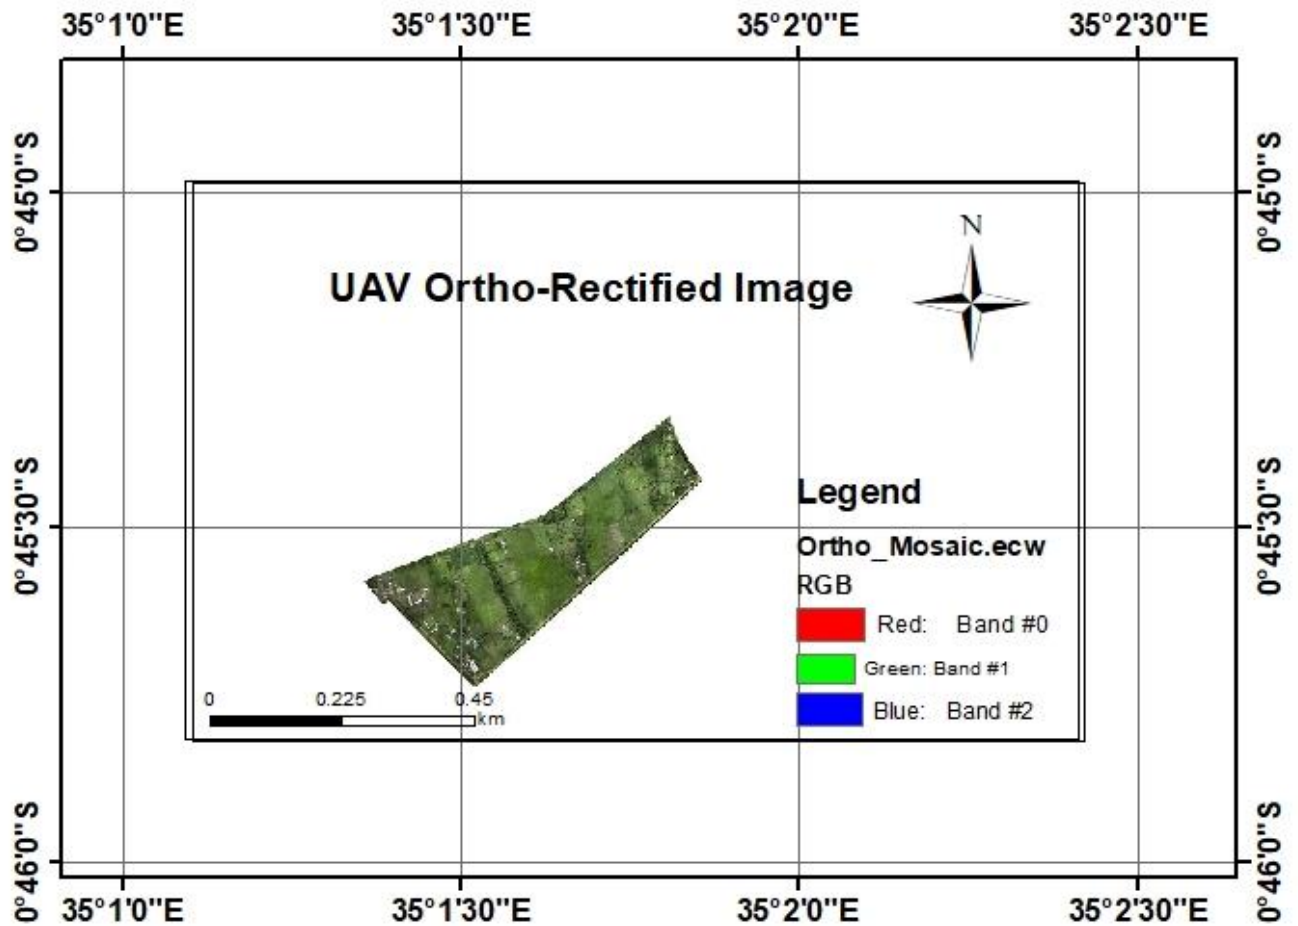 35°1'0"E 35°1'30"E 35°2'0"E 35°2'30"E
0°45'0"S 0°45'0"S
N
UAV Ortho-Rectified Image
0°45'30"S 0°45'30"S
Legend
Ortho_Mosaic.ecw
RGB
Red: Band #0
Green: Band #1
Blue: Band #2
0 0.225 0.45
km
0°46'0"S 0°46'0"S
35°1'0"E 35°1'30"E 35°2'0"E 35°2'30"E